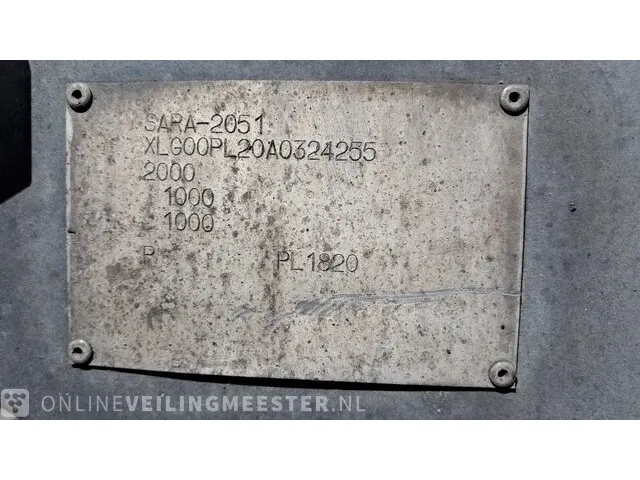 SARA-2051
XLG00PL20A0324255
2000
1000
1000
P PL1820
ONLINEVEILINGMEESTER.NL